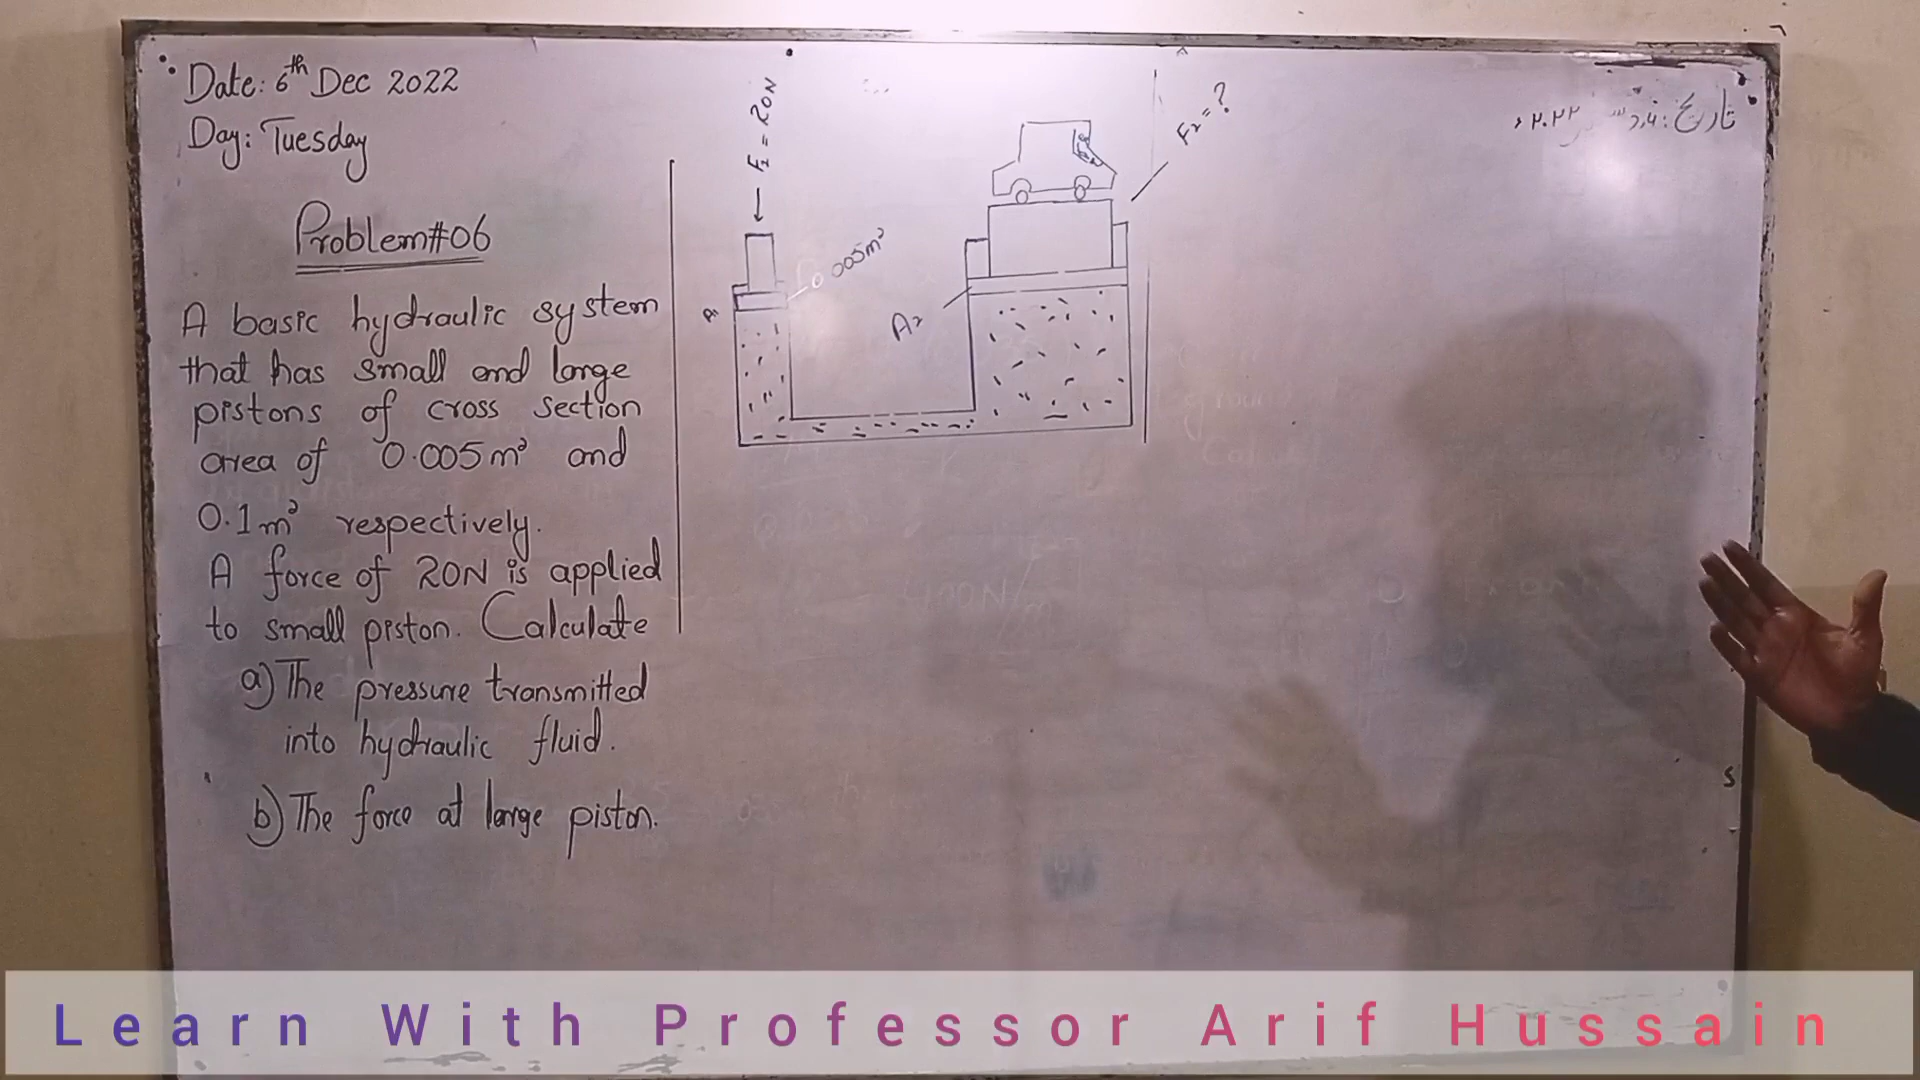 Date: 6th Dec 2022
Day: Tuesday
Problem#06
A basic hydraulic system
that has small and large
pistons of cross section
area of 0.005m² and
0.1m² respectively.
A force of 20N is applied
to small piston. Calculate
a) The pressure transmitted
into hydraulic fluid.
b) The force at large piston.
F1 = 20N
0.005m²
A1
A2
F2 = ?
تاریخ:
Learn With Professor Arif Hussain